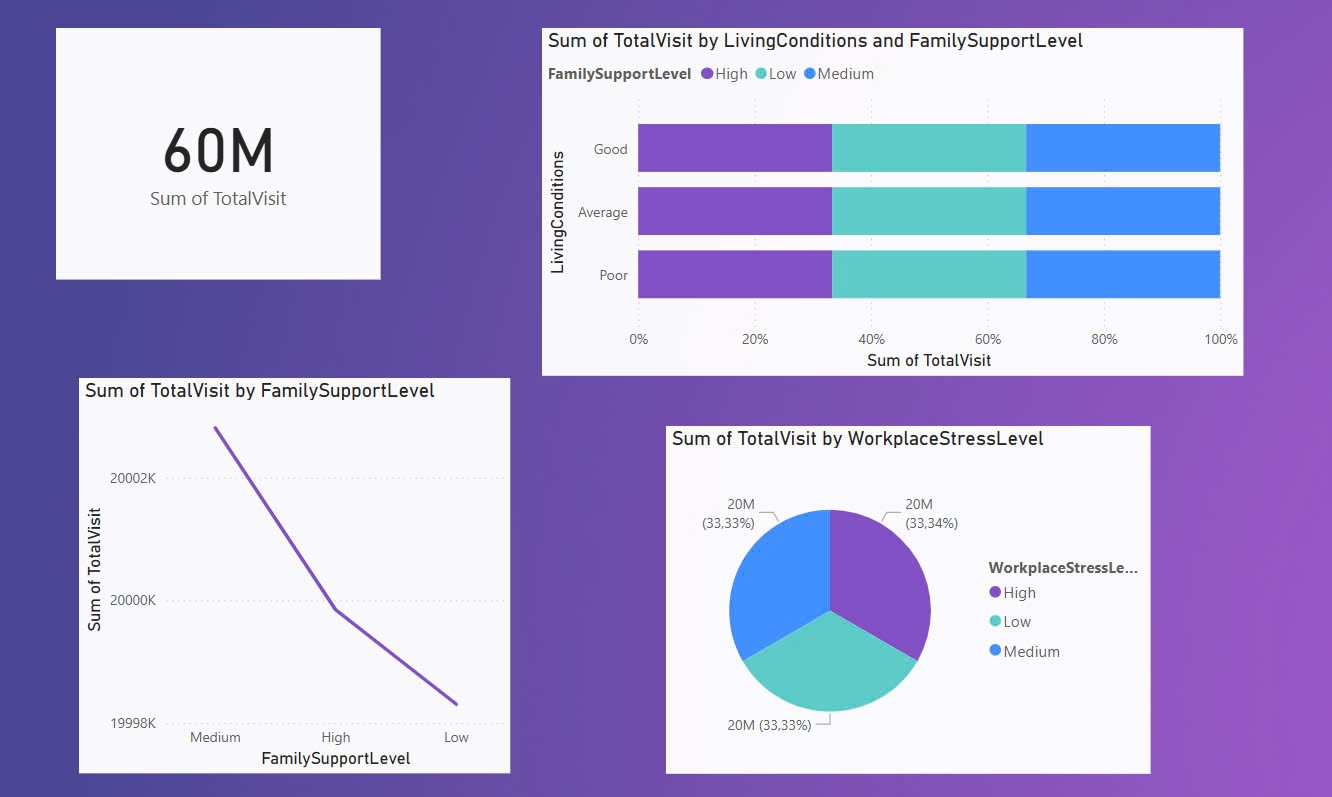 60M
Sum of TotalVisit
Sum of TotalVisit by LivingConditions and FamilySupportLevel
FamilySupportLevel High Low Medium
LivingConditions
Good
Average
Poor
0% 20% 40% 60% 80% 100%
Sum of TotalVisit
Sum of TotalVisit by FamilySupportLevel
Sum of TotalVisit
20002K
20000K
19998K
Medium High Low
FamilySupportLevel
Sum of TotalVisit by WorkplaceStressLevel
20M
(33,33%)
20M
(33,34%)
20M (33,33%)
WorkplaceStressLe...
High
Low
Medium